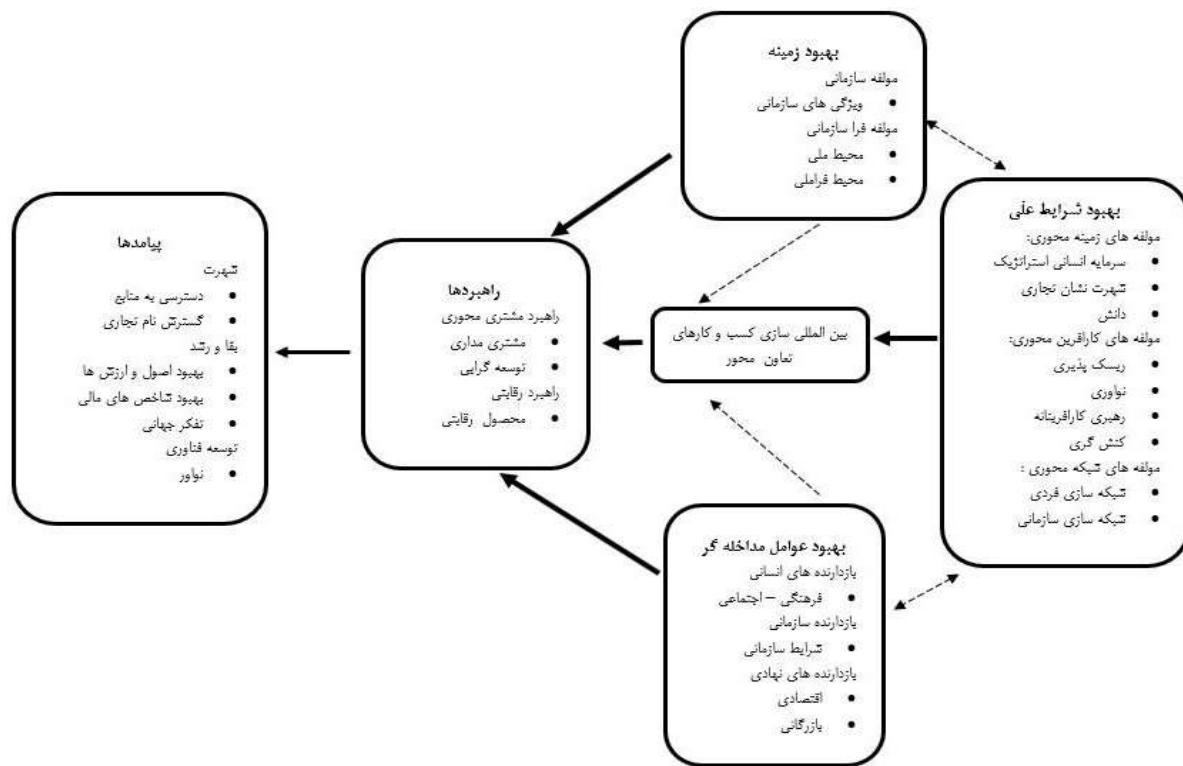 بهبود زمینه
مولفه سازمانی
• ویژگی های سازمانی
مولفه فرا سازمانی
• محیط ملی
• محیط فراملی
بهبود شرایط علّی
مولفه های زمینه محوری:
• سرمایه انسانی استراتژیک
• شهرت نشان تجاری
• دانش
مولفه های کارافرین محوری:
• ریسک پذیری
• نواوری
• رهبری کارافرینانه
• کنش گری
مولفه های شبکه محوری :
• شبکه سازی فردی
• شبکه سازی سازمانی
بین المللی سازی کسب و کارهای
تعاون محور
بهبود عوامل مداخله گر
بازدارنده های انسانی
• فرهنگی – اجتماعی
بازدارنده سازمانی
• شرایط سازمانی
بازدارنده های نهادی
• اقتصادی
• بازرگانی
راهبردها
راهبرد مشتری محوری
• مشتری مداری
• توسعه گرایی
راهبرد رقابتی
• محصول رقابتی
پیامدها
شهرت
• دسترسی به منابع
• گسترش نام تجاری
بقا و رشد
• بهبود اصول و ارزش ها
• بهبود شاخص های مالی
• تفکر جهانی
توسعه فناوری
• نواور